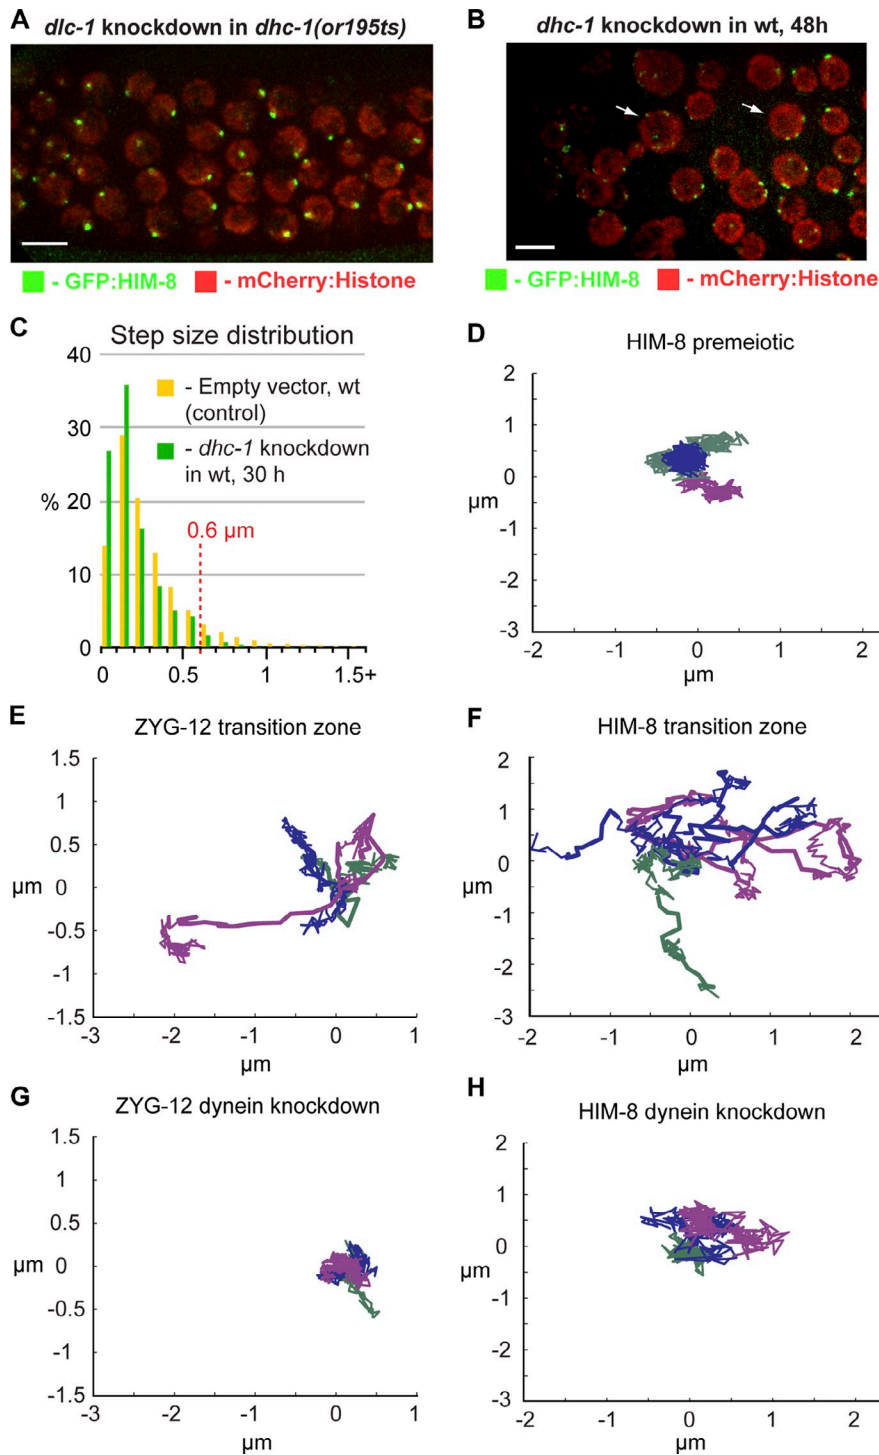 A
dlc-1 knockdown in dhc-1(or195ts)
- GFP:HIM-8 - mCherry:Histone
B
dhc-1 knockdown in wt, 48h
- GFP:HIM-8 - mCherry:Histone
C
Step size distribution
40
30
20
10
0
%
- Empty vector, wt
(control)
- dhc-1 knockdown
in wt, 30 h
0.6 μm
0 0.5 1 1.5+
D
HIM-8 premeiotic
2
1
0
-1
-2
-3
μm
-2 -1 0 1 2
μm
E
ZYG-12 transition zone
1.5
1
0.5
0
-0.5
-1
-1.5
μm
-3 -2 -1 0 1
μm
F
HIM-8 transition zone
2
1
0
-1
-2
-3
μm
-2 -1 0 1 2
μm
G
ZYG-12 dynein knockdown
1.5
1
0.5
0
-0.5
-1
-1.5
μm
-3 -2 -1 0 1
μm
H
HIM-8 dynein knockdown
2
1
0
-1
-2
-3
μm
-2 -1 0 1 2
μm